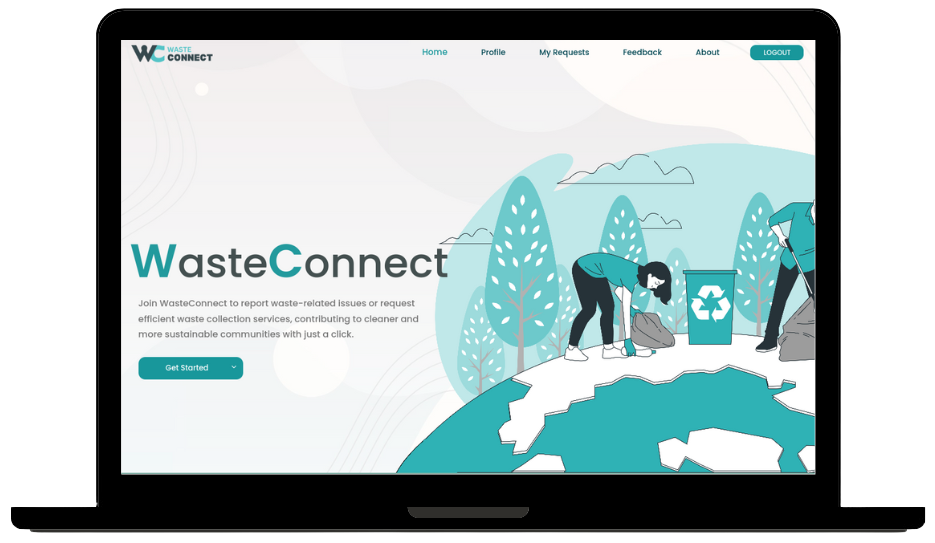 WC WASTE
CONNECT
Home Profile My Requests Feedback About LOGOUT
WasteConnect
Join WasteConnect to report waste-related issues or request
efficient waste collection services, contributing to cleaner and
more sustainable communities with just a click.
Get Started